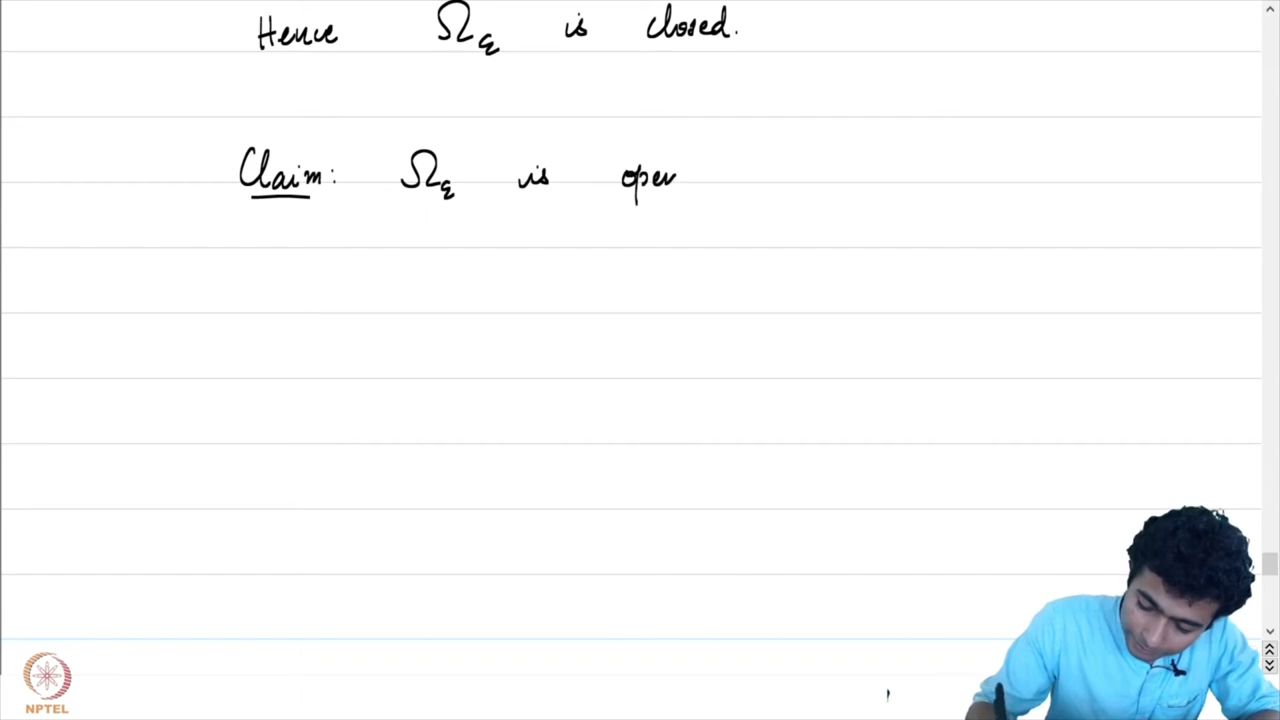 Hence Ω_ε is closed.
Claim: Ω_ε is open
NPTEL